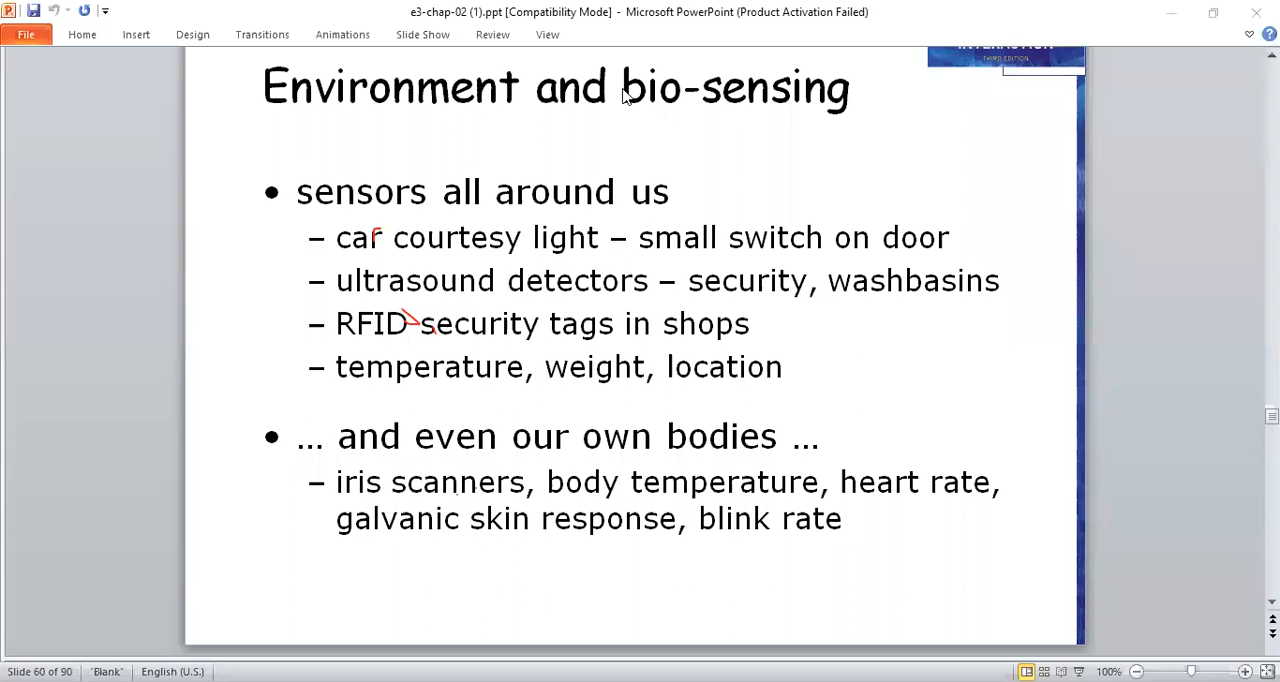 e3-chap-02 (1).ppt [Compatibility Mode] - Microsoft PowerPoint (Product Activation Failed)
File Home Insert Design Transitions Animations Slide Show Review View
INTERACTION
THIRD EDITION
Environment and bio-sensing
• sensors all around us
– car courtesy light – small switch on door
– ultrasound detectors – security, washbasins
– RFID security tags in shops
– temperature, weight, location
• … and even our own bodies …
– iris scanners, body temperature, heart rate,
galvanic skin response, blink rate
Slide 60 of 90 "Blank" English (U.S.) 100%